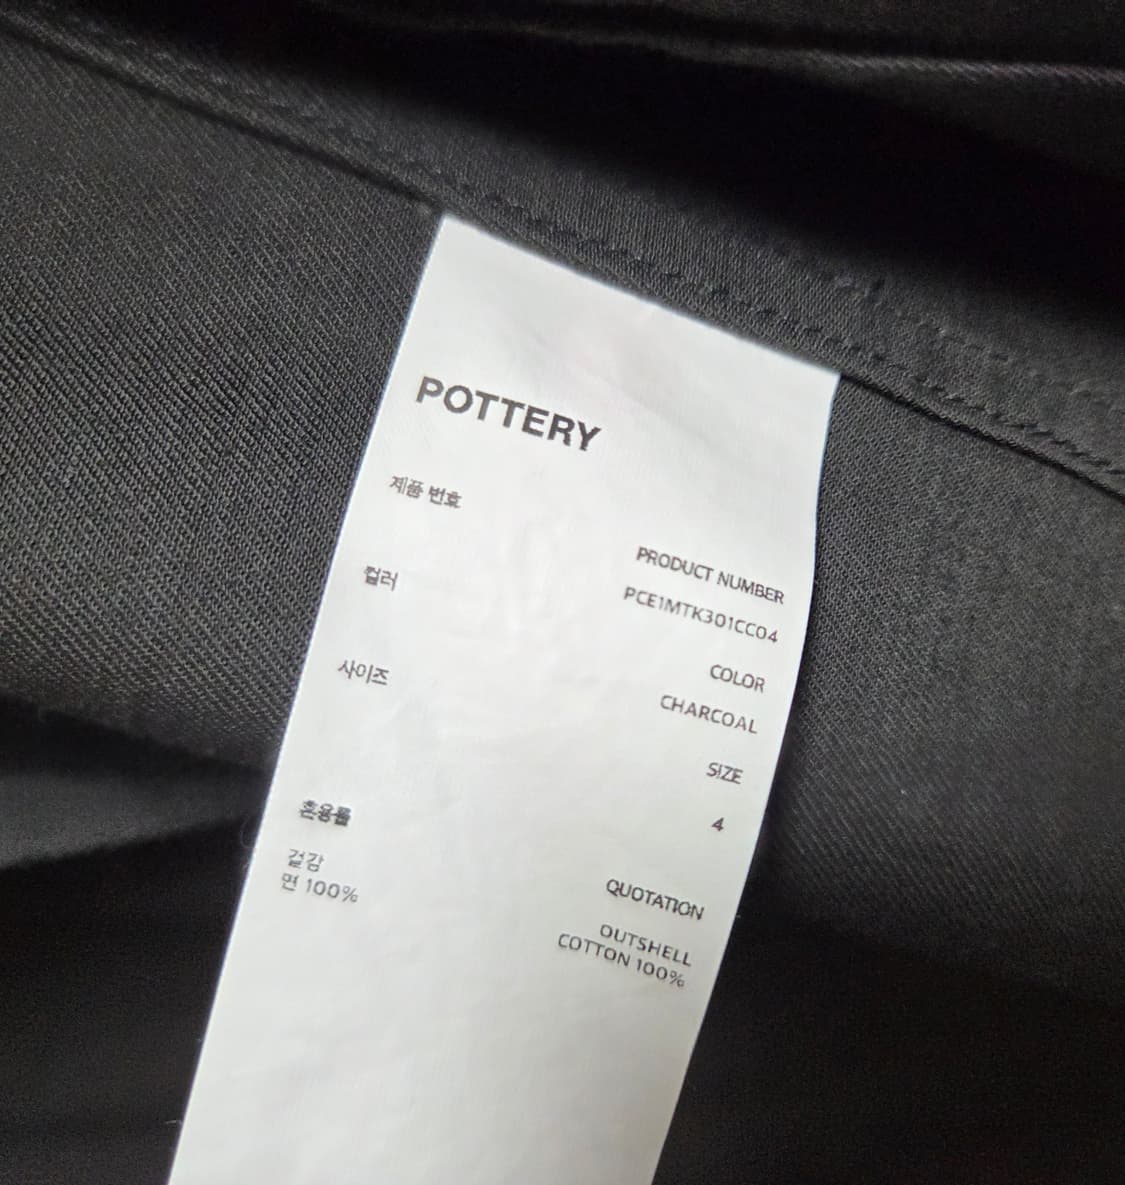 POTTERY
제품 번호
PRODUCT NUMBER
PCE1MTK301CC04
컬러
COLOR
CHARCOAL
사이즈
SIZE
4
혼용률
QUOTATION
겉감
면 100%
OUTSHELL
COTTON 100%